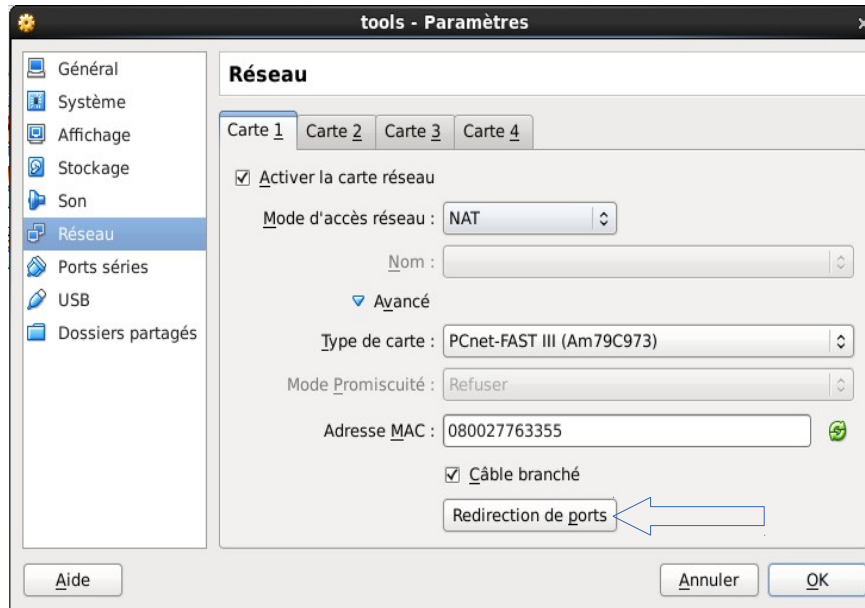 tools - Paramètres
Général
Système
Affichage
Stockage
Son
Réseau
Ports séries
USB
Dossiers partagés
Réseau
Carte 1 Carte 2 Carte 3 Carte 4
Activer la carte réseau
Mode d'accès réseau : NAT
Nom :
Avancé
Type de carte : PCnet-FAST III (Am79C973)
Mode Promiscuité : Refuser
Adresse MAC : 080027763355
Câble branché
Redirection de ports
Aide Annuler OK